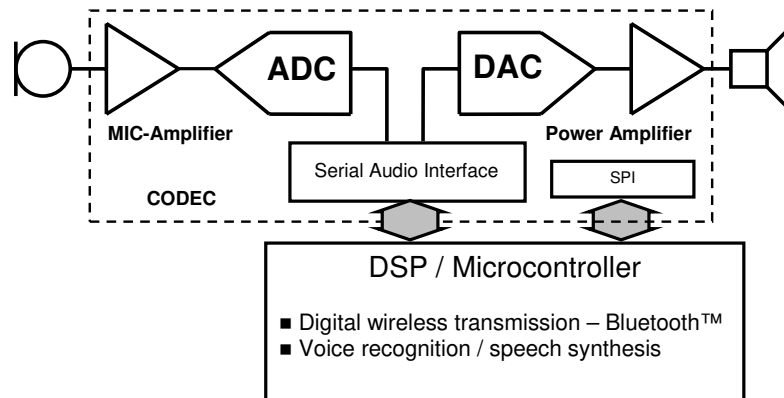 ADC
DAC
MIC-Amplifier
Power Amplifier
Serial Audio Interface
SPI
CODEC
DSP / Microcontroller
■ Digital wireless transmission – Bluetooth™
■ Voice recognition / speech synthesis